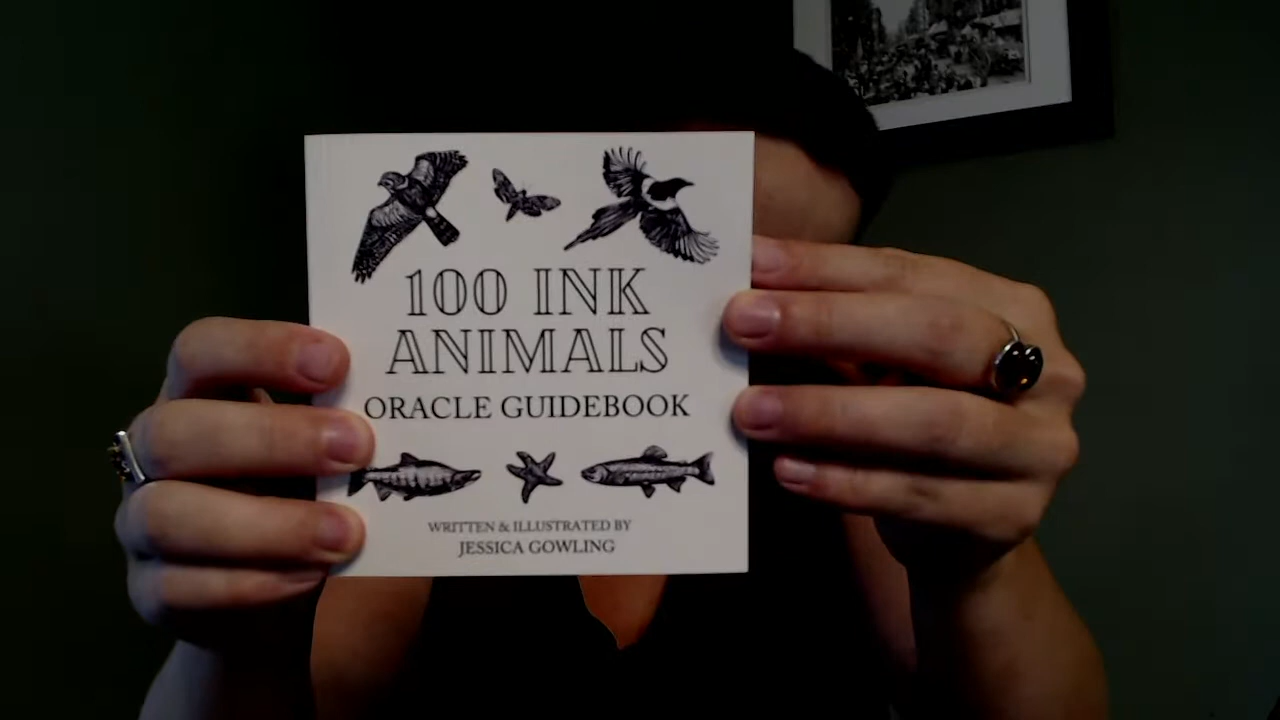 100 INK
ANIMALS
ORACLE GUIDEBOOK
WRITTEN & ILLUSTRATED BY
JESSICA GOWLING